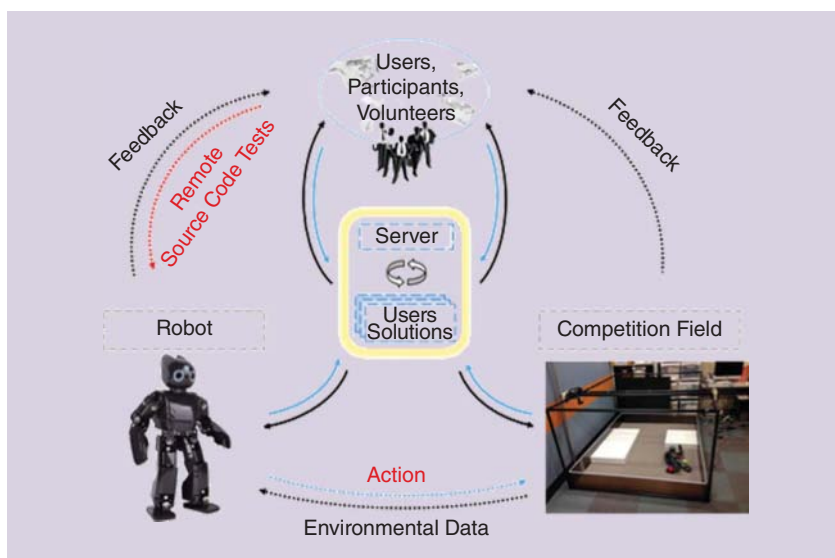 Users,
Participants,
Volunteers
Feedback
Remote
Source Code Tests
Feedback
Server
Users
Solutions
Robot
Competition Field
Action
Environmental Data